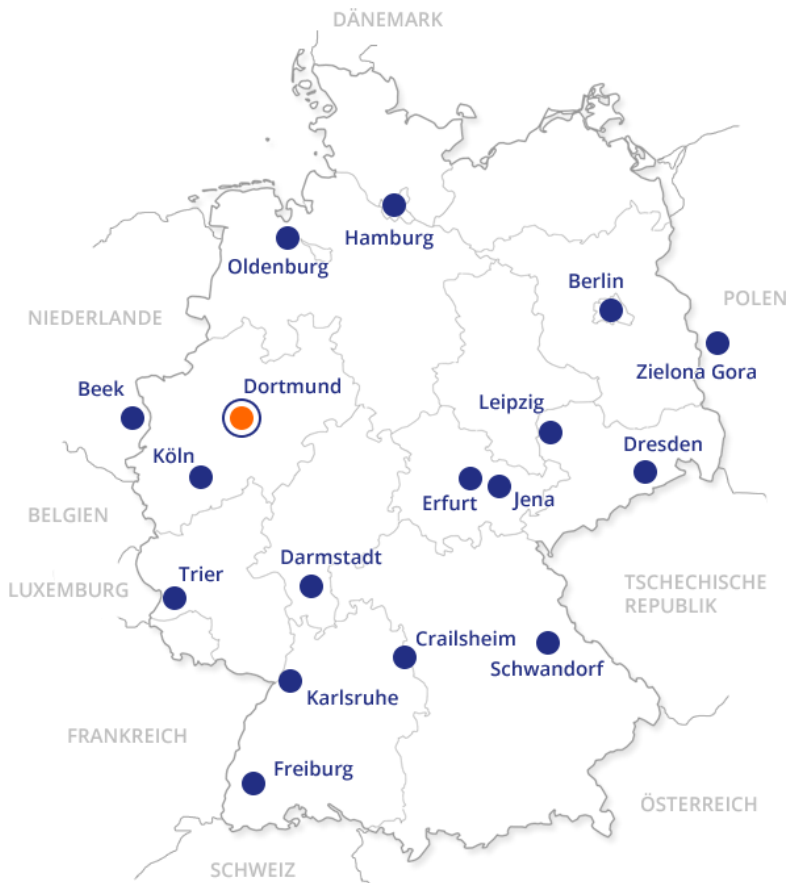 DÄNEMARK
Hamburg
Oldenburg
Berlin
POLEN
NIEDERLANDE
Zielona Gora
Beek
Dortmund
Leipzig
Dresden
Köln
Erfurt
Jena
BELGIEN
Darmstadt
Trier
LUXEMBURG
TSCHECHISCHE
REPUBLIK
Crailsheim
Schwandorf
Karlsruhe
FRANKREICH
Freiburg
ÖSTERREICH
SCHWEIZ